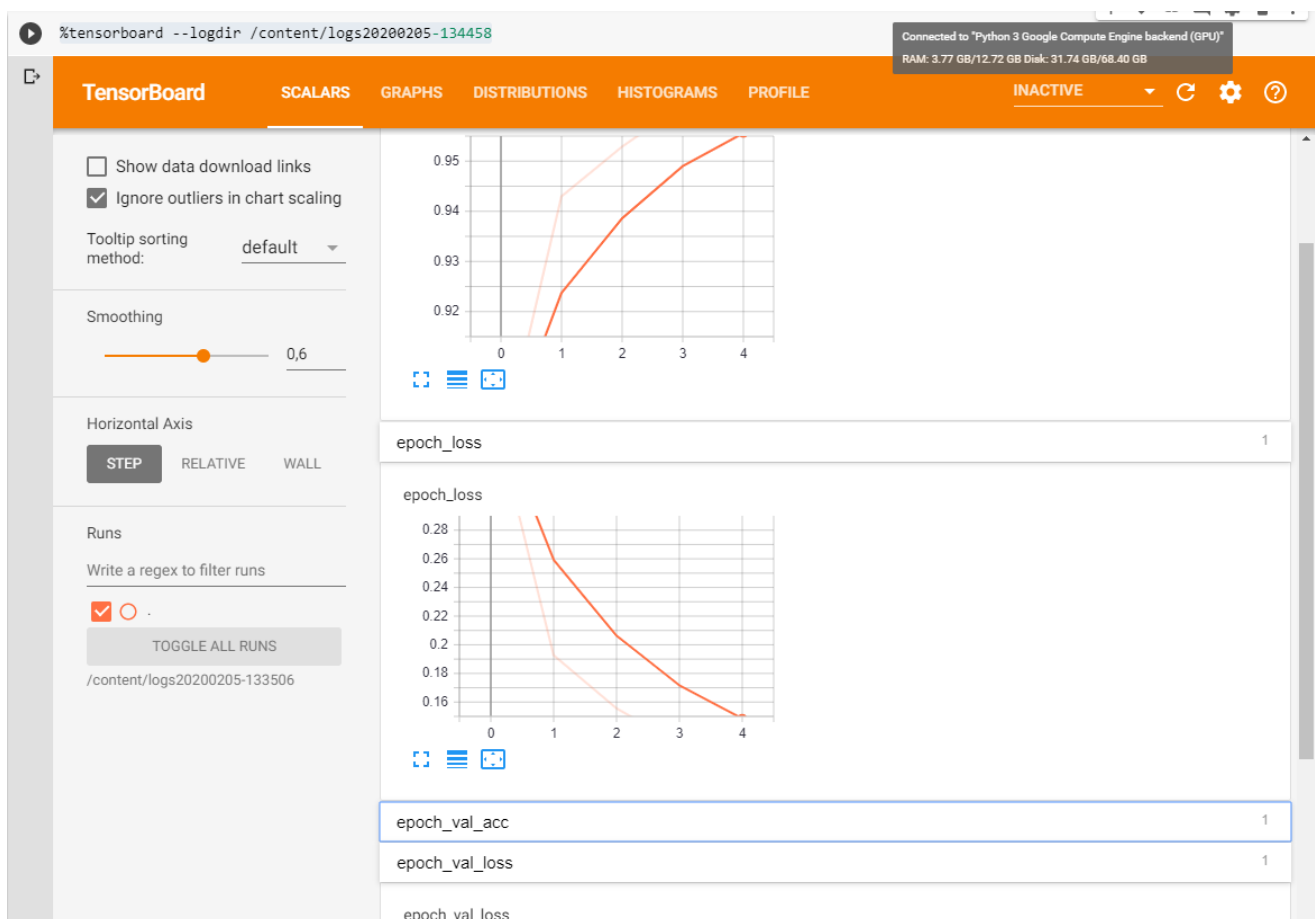 %tensorboard --logdir /content/logs20200205-134458
Connected to "Python 3 Google Compute Engine backend (GPU)"
RAM: 3.77 GB/12.72 GB Disk: 31.74 GB/68.40 GB
TensorBoard
SCALARS
GRAPHS
DISTRIBUTIONS
HISTOGRAMS
PROFILE
INACTIVE
Show data download links
Ignore outliers in chart scaling
Tooltip sorting
method:
default
Smoothing
0,6
Horizontal Axis
STEP
RELATIVE
WALL
Runs
Write a regex to filter runs
.
TOGGLE ALL RUNS
/content/logs20200205-133506
0.95
0.94
0.93
0.92
0 1 2 3 4
epoch_loss
1
epoch_loss
0.28
0.26
0.24
0.22
0.2
0.18
0.16
0 1 2 3 4
epoch_val_acc
1
epoch_val_loss
1
epoch_val_loss